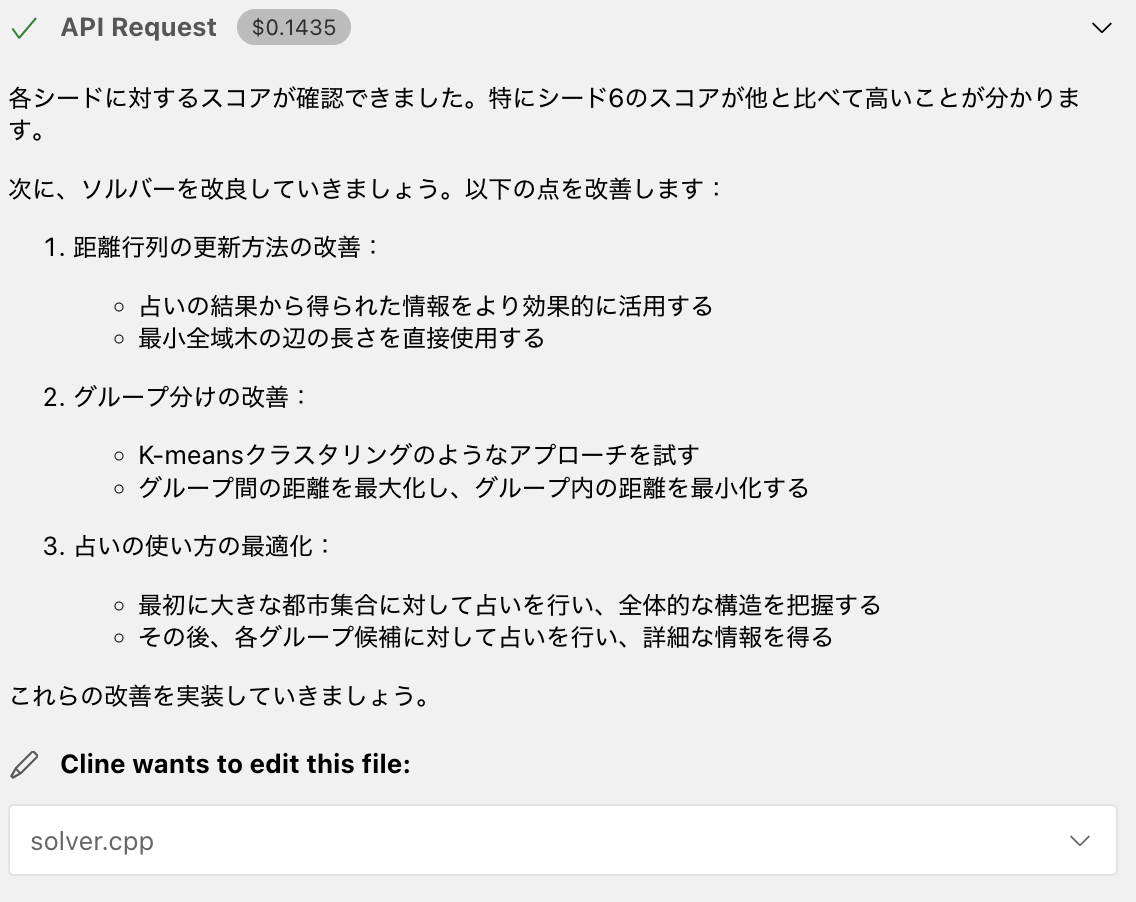 API Request $0.1435
各シードに対するスコアが確認できました。特にシード6のスコアが他と比べて高いことが分かりま
す。
次に、ソルバーを改良していきましょう。以下の点を改善します：
1. 距離行列の更新方法の改善：
○ 占いの結果から得られた情報をより効果的に活用する
○ 最小全域木の辺の長さを直接使用する
2. グループ分けの改善：
○ K-meansクラスタリングのようなアプローチを試す
○ グループ間の距離を最大化し、グループ内の距離を最小化する
3. 占いの使い方の最適化：
○ 最初に大きな都市集合に対して占いを行い、全体的な構造を把握する
○ その後、各グループ候補に対して占いを行い、詳細な情報を得る
これらの改善を実装していきましょう。
Cline wants to edit this file:
solver.cpp